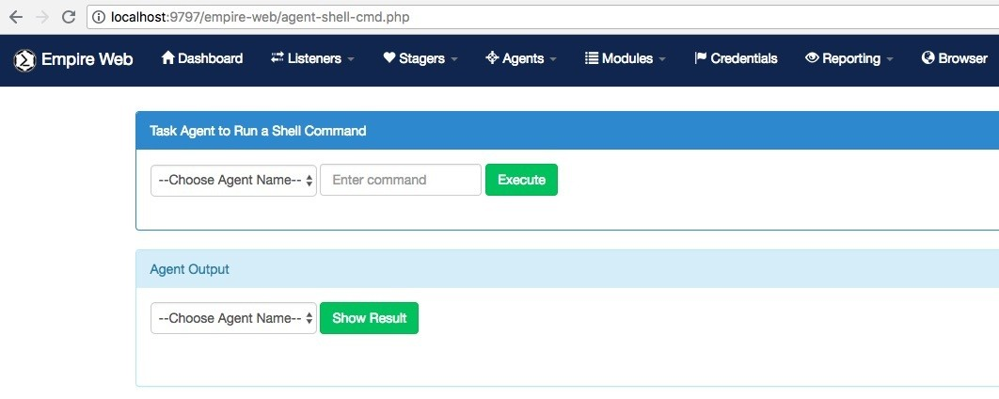 localhost:9797/empire-web/agent-shell-cmd.php
Empire Web Dashboard Listeners Stagers Agents Modules Credentials Reporting Browser
Task Agent to Run a Shell Command
--Choose Agent Name-- Enter command Execute
Agent Output
--Choose Agent Name-- Show Result